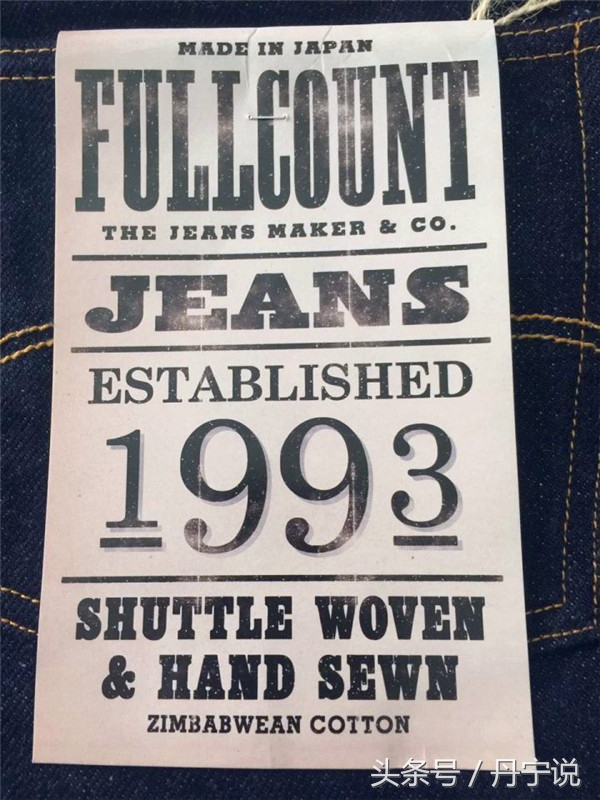 MADE IN JAPAN
FULLCOUNT
THE JEANS MAKER & CO.
JEANS
ESTABLISHED
1993
SHUTTLE WOVEN
& HAND SEWN
ZIMBABWEAN COTTON
头条号 / 丹宁说